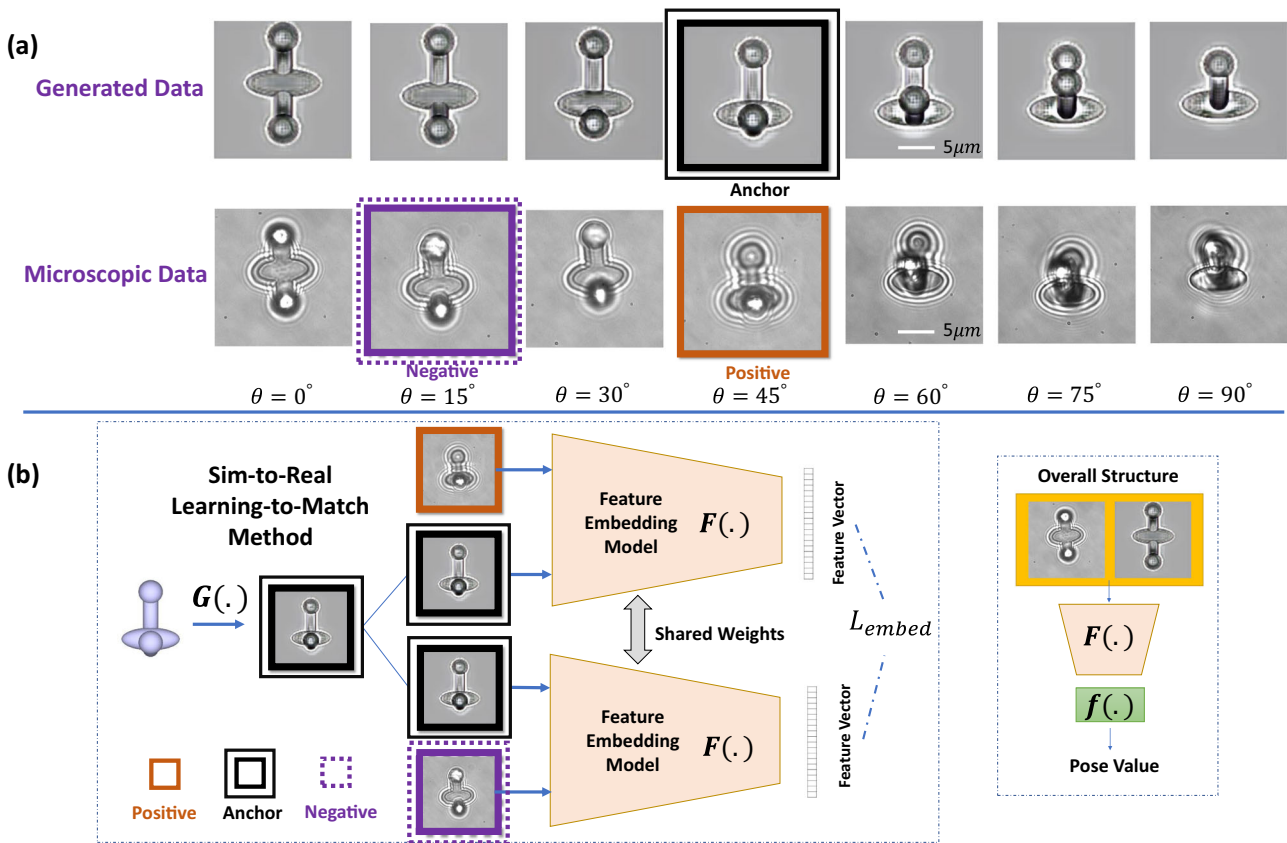 (a)
Generated Data
5μm
Anchor
Microscopic Data
5μm
Negative
Positive
θ = 0°
θ = 15°
θ = 30°
θ = 45°
θ = 60°
θ = 75°
θ = 90°
(b)
Sim-to-Real
Learning-to-Match
Method
G(.)
Feature
Embedding
Model
F(.)
Feature Vector
Shared Weights
L_embed
Feature
Embedding
Model
F(.)
Feature Vector
Positive
Anchor
Negative
Overall Structure
F(.)
f(.)
Pose Value